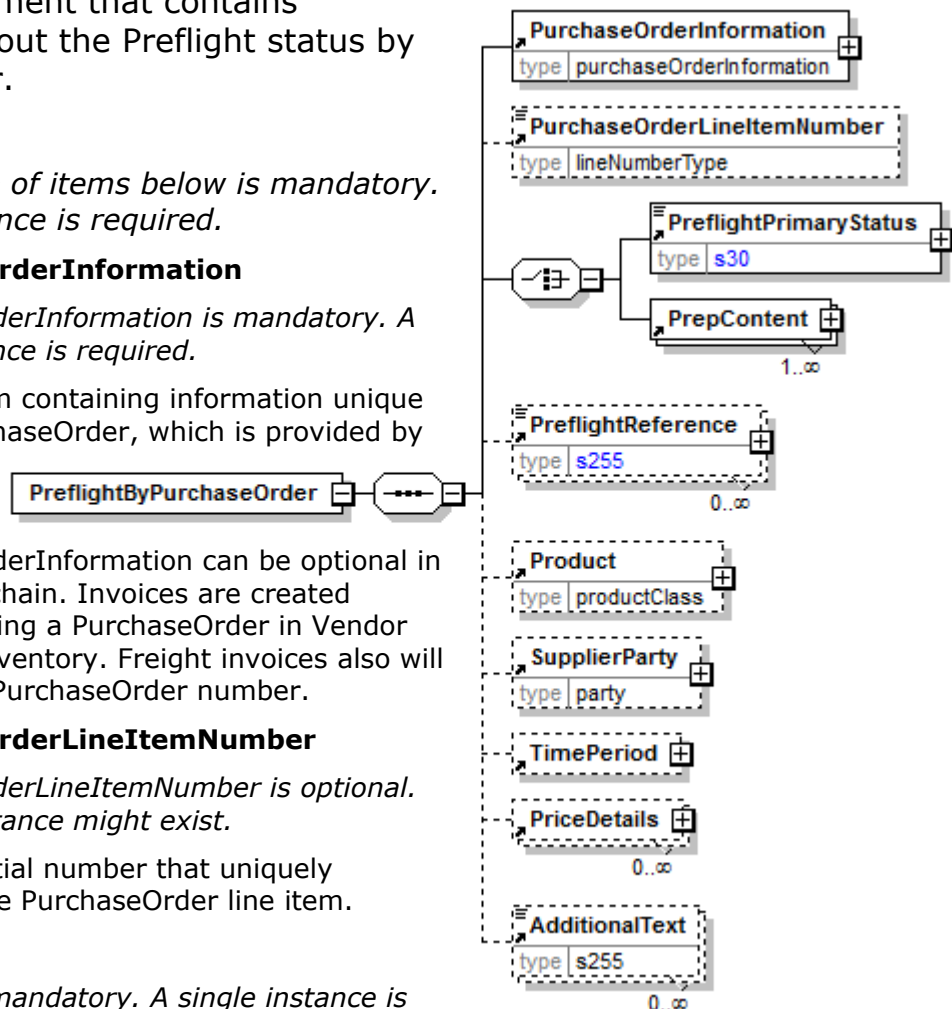 ment that contains
out the Preflight status by
r.
of items below is mandatory.
nce is required.
rderInformation
derInformation is mandatory. A
nce is required.
n containing information unique
haseOrder, which is provided by
derInformation can be optional in
chain. Invoices are created
ing a PurchaseOrder in Vendor
ventory. Freight invoices also will
PurchaseOrder number.
rderLineItemNumber
derLineItemNumber is optional.
tance might exist.
tial number that uniquely
e PurchaseOrder line item.
mandatory. A single instance is
PreflightByPurchaseOrder
PurchaseOrderInformation
type purchaseOrderInformation
PurchaseOrderLineItemNumber
type lineNumberType
PreflightPrimaryStatus
type s30
PrepContent
1..∞
PreflightReference
type s255
0..∞
Product
type productClass
SupplierParty
type party
TimePeriod
PriceDetails
0..∞
AdditionalText
type s255
0..∞